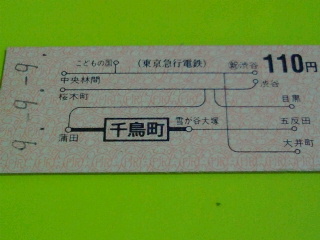 9.-9.-9.
こどもの国 (東京急行電鉄) 新渋谷 110円
中央林間 渋谷
桜木町 目黒
雪が谷大塚 五反田
蒲田 千鳥町
大井町